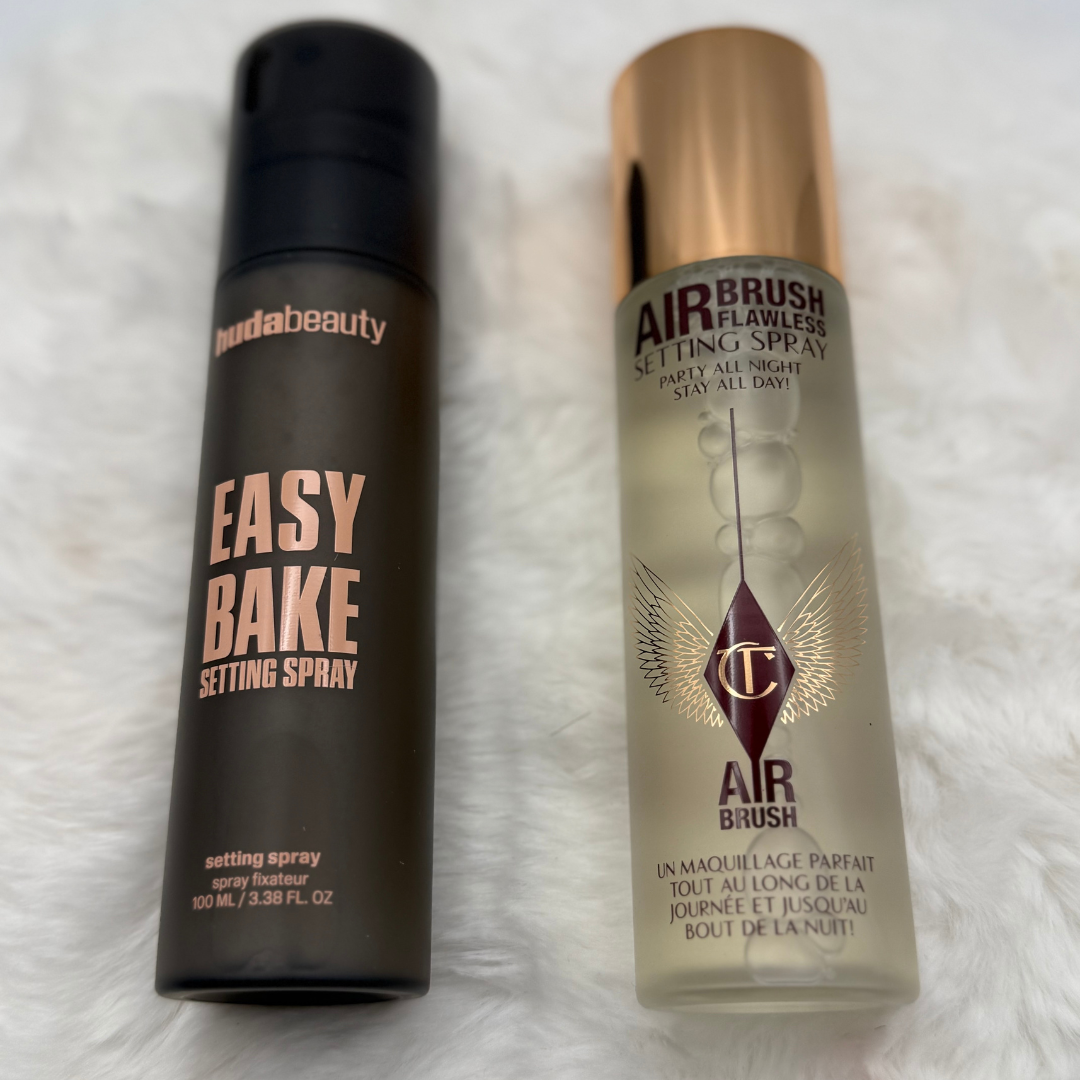 hudabeauty
EASY
BAKE
SETTING SPRAY
setting spray
spray fixateur
100 ML / 3.38 FL. OZ
AIRBRUSH
FLAWLESS
SETTING SPRAY
PARTY ALL NIGHT
STAY ALL DAY!
CT
AIR
BRUSH
UN MAQUILLAGE PARFAIT
TOUT AU LONG DE LA
JOURNÉE ET JUSQU'AU
BOUT DE LA NUIT!